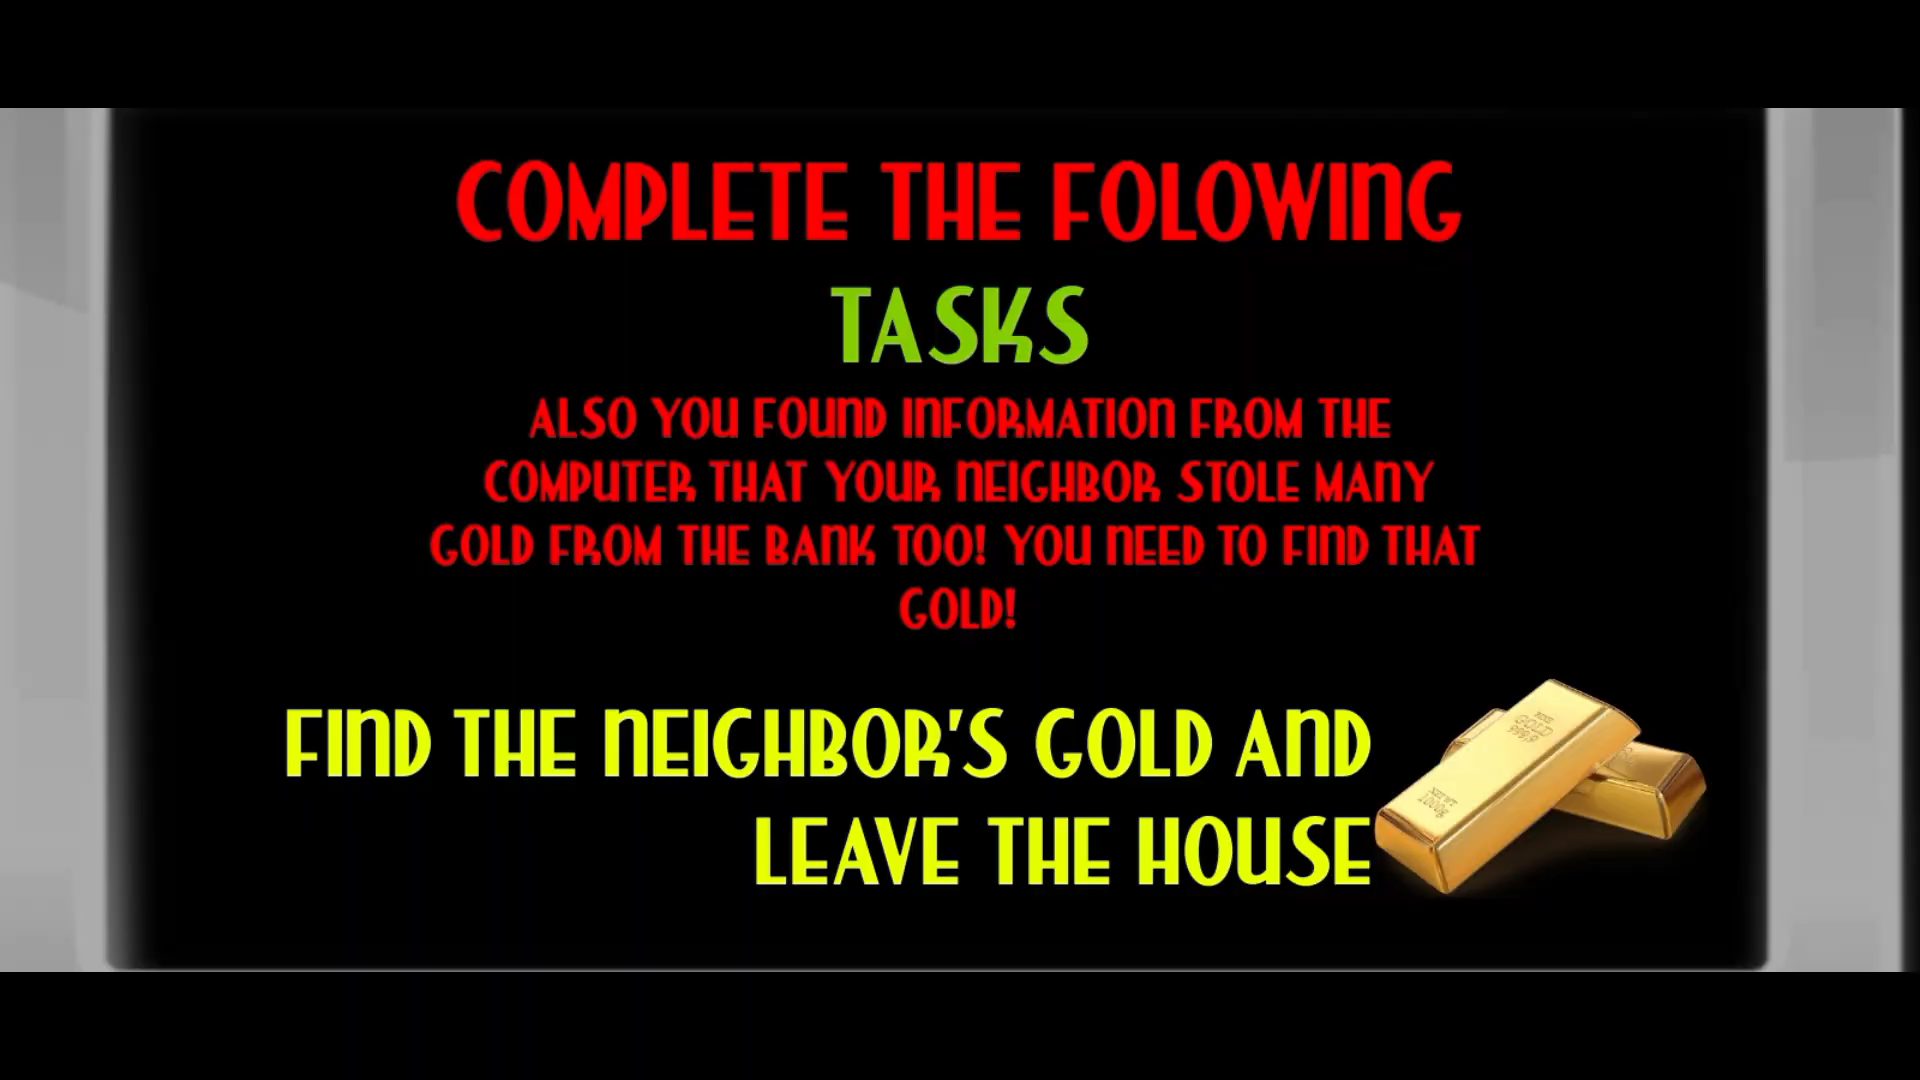 COMPLETE THE FOLOWING
TASKS
ALSO YOU FOUND INFORMATION FROM THE
COMPUTER THAT YOUR NEIGHBOR STOLE MANY
GOLD FROM THE BANK TOO! YOU NEED TO FIND THAT
GOLD!
FIND THE NEIGHBOR'S GOLD AND
LEAVE THE HOUSE
GOLD